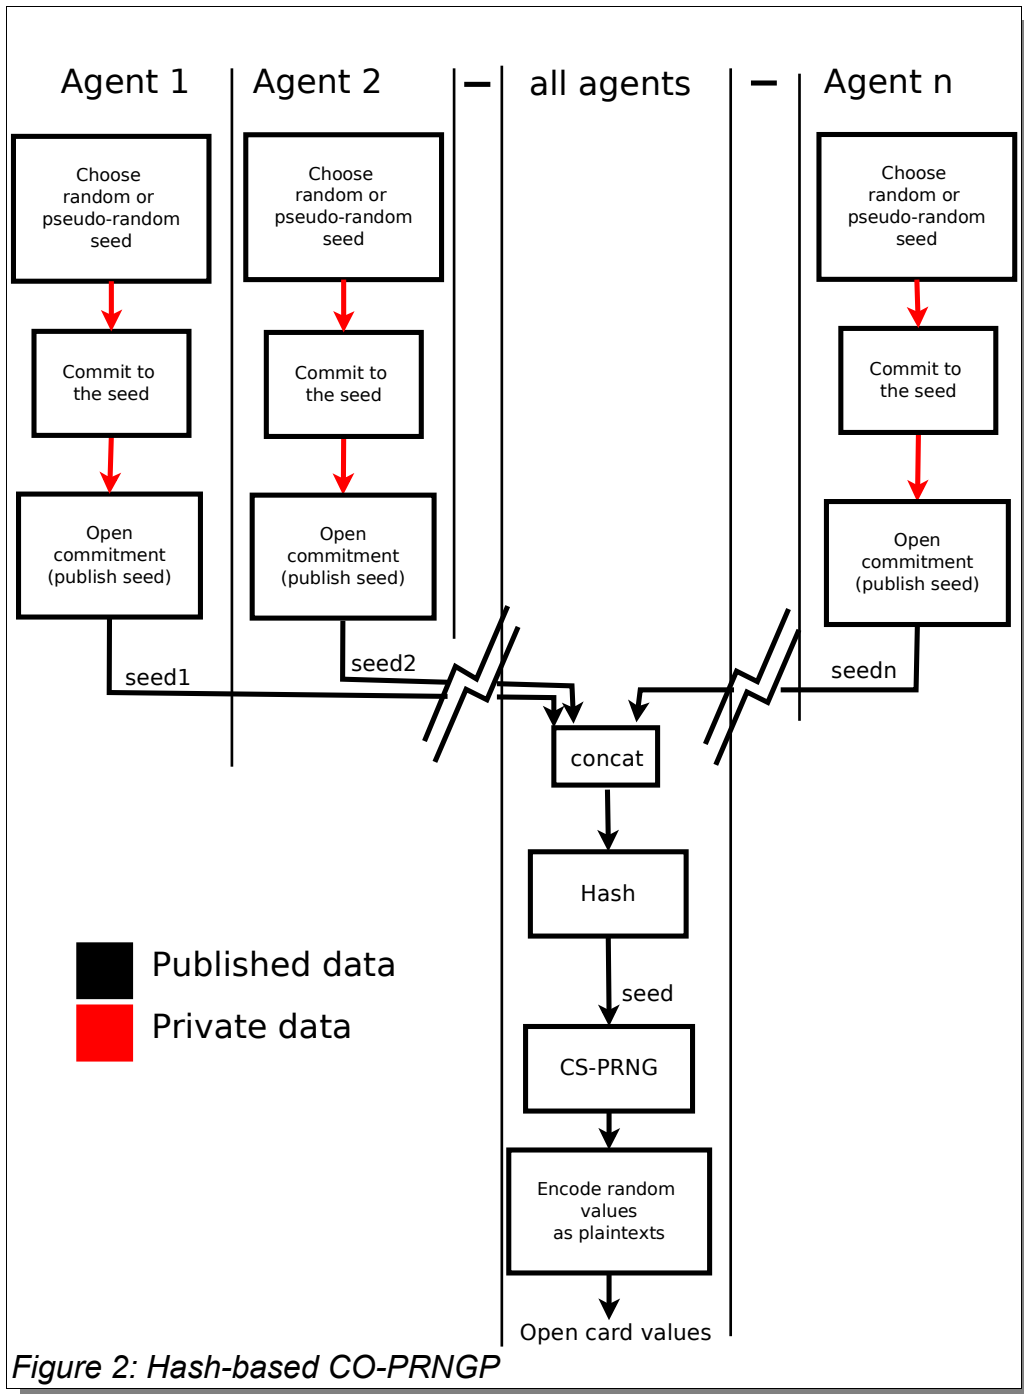 Agent 1
Agent 2
all agents
Agent n
Choose
random or
pseudo-random
seed
Choose
random or
pseudo-random
seed
Choose
random or
pseudo-random
seed
Commit to
the seed
Commit to
the seed
Commit to
the seed
Open
commitment
(publish seed)
Open
commitment
(publish seed)
Open
commitment
(publish seed)
seed1
seed2
seedn
concat
Hash
Published data
Private data
seed
CS-PRNG
Encode random
values
as plaintexts
Open card values
Figure 2: Hash-based CO-PRNGP